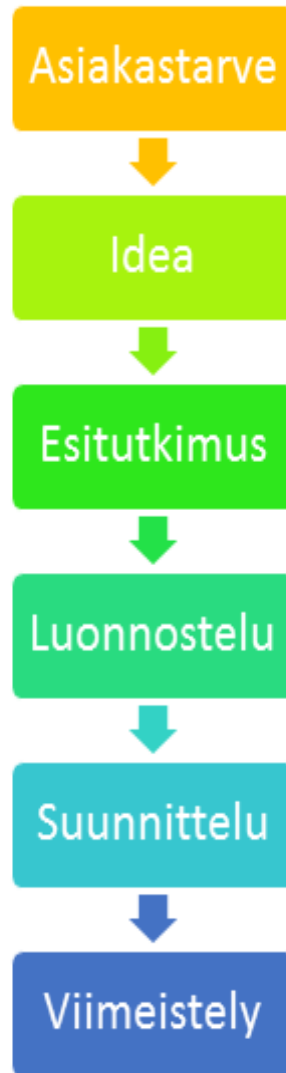 Asiakastarve
Idea
Esitutkimus
Luonnostelu
Suunnittelu
Viimeistely